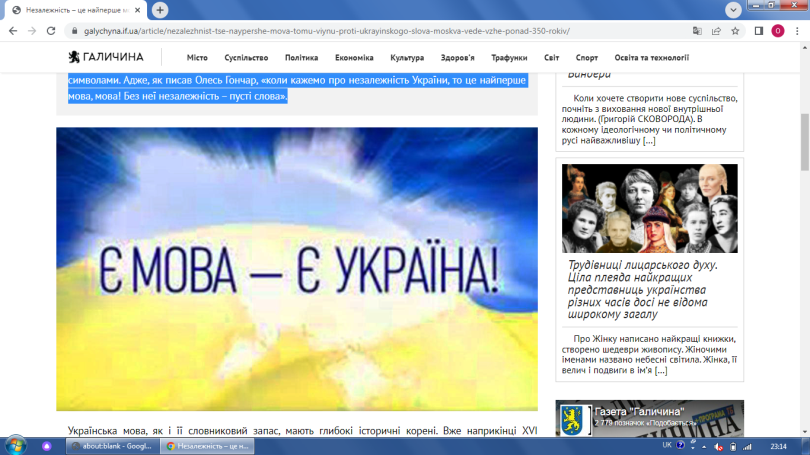 Незалежність – це найперше м
galychyna.if.ua/article/nezalezhnist-tse-naypershe-mova-tomu-viynu-proti-ukrayinskogo-slova-moskva-vede-vzhe-ponad-350-rokiv/
O
ГАЛИЧИНА
Місто Суспільство Політика Економіка Культура Здоров'я Трафунки Світ Спорт Освіта та технології
символами. Адже, як писав Олесь Гончар, «коли кажемо про незалежність України, то це найперше
мова, мова! Без неї незалежність – пусті слова».
Є МОВА – Є УКРАЇНА!
Українська мова, як і її словниковий запас, мають глибокі історичні корені. Вже наприкінці XVI
Бандери
Коли хочете створити нове суспільство,
почніть з виховання нової внутрішньої
людини. (Григорій СКОВОРОДА). В
кожному ідеологічному чи політичному
русі найважливішу [...]
Трудівниці лицарського духу.
Ціла плеяда найкращих
представниць українства
різних часів досі не відома
широкому загалу
Про Жінку написано найкращі книжки,
створено шедеври живопису. Жіночими
іменами названо небесні світила. Жінка, її
велич і подвиги в ім'я [...]
Газета "Галичина"
2 779 позначок «Подобається»
about:blank - Googl...
Незалежність – це н...
UK
23:14